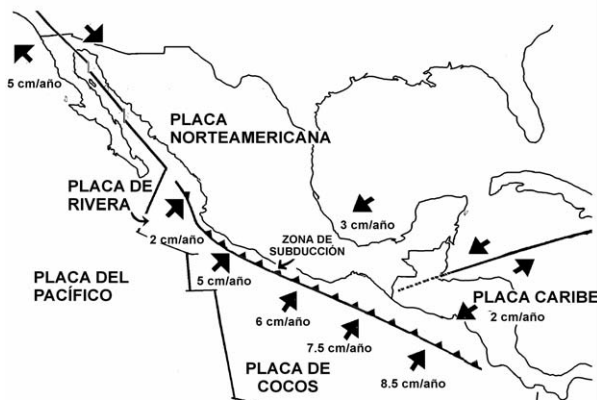 5 cm/año
PLACA
NORTEAMERICANA
PLACA DE
RIVERA
2 cm/año
3 cm/año
ZONA DE
SUBDUCCIÓN
5 cm/año
PLACA DEL
PACÍFICO
PLACA CARIBE
2 cm/año
6 cm/año
7.5 cm/año
PLACA DE
COCOS
8.5 cm/año